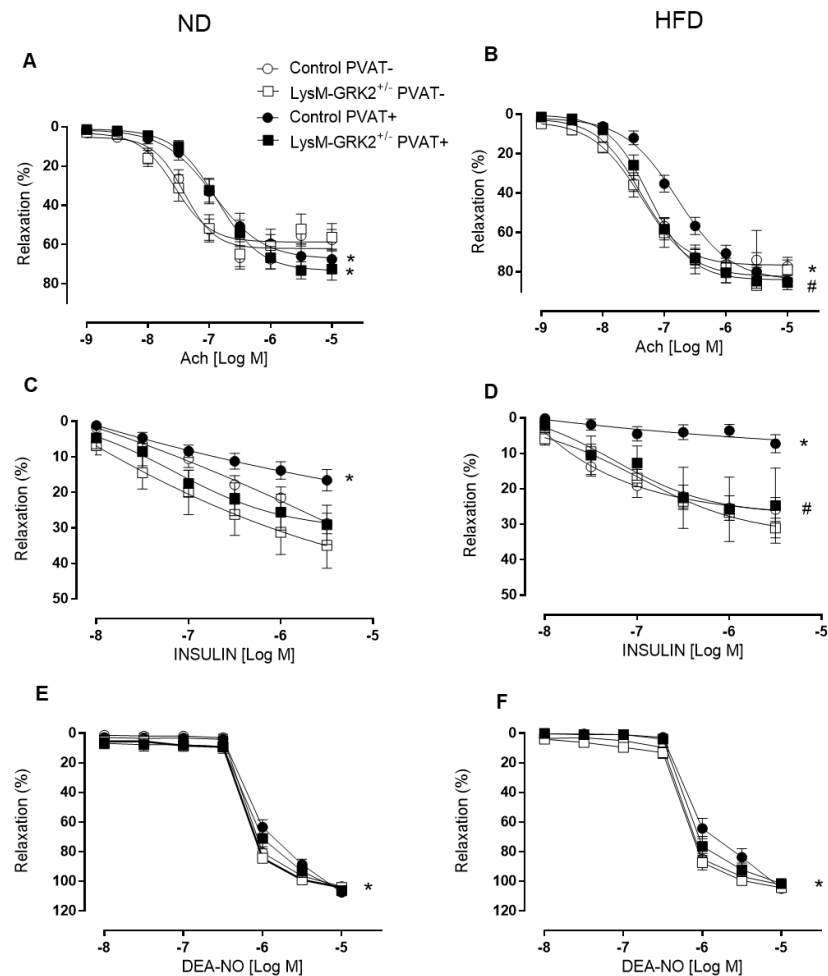 ND
HFD
A
Control PVAT-
LysM-GRK2+/- PVAT-
Control PVAT+
LysM-GRK2+/- PVAT+
0
20
40
60
80
Relaxation (%)
*
*
-9 -8 -7 -6 -5
Ach [Log M]
B
0
20
40
60
80
Relaxation (%)
*
#
-9 -8 -7 -6 -5
Ach [Log M]
C
0
10
20
30
40
50
Relaxation (%)
*
-8 -7 -6 -5
INSULIN [Log M]
D
0
10
20
30
40
50
Relaxation (%)
*
#
-8 -7 -6 -5
INSULIN [Log M]
E
0
20
40
60
80
100
120
Relaxation (%)
*
-8 -7 -6 -5
DEA-NO [Log M]
F
0
20
40
60
80
100
120
Relaxation (%)
*
-8 -7 -6 -5
DEA-NO [Log M]